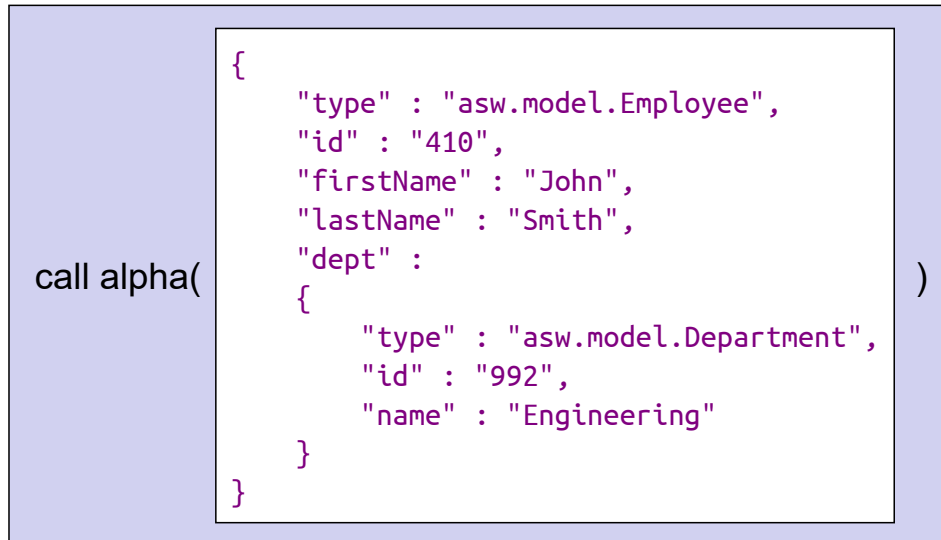 {
"type" : "asw.model.Employee",
"id" : "410",
"firstName" : "John",
"lastName" : "Smith",
"dept" :
call alpha( { )
"type" : "asw.model.Department",
"id" : "992",
"name" : "Engineering"
}
}